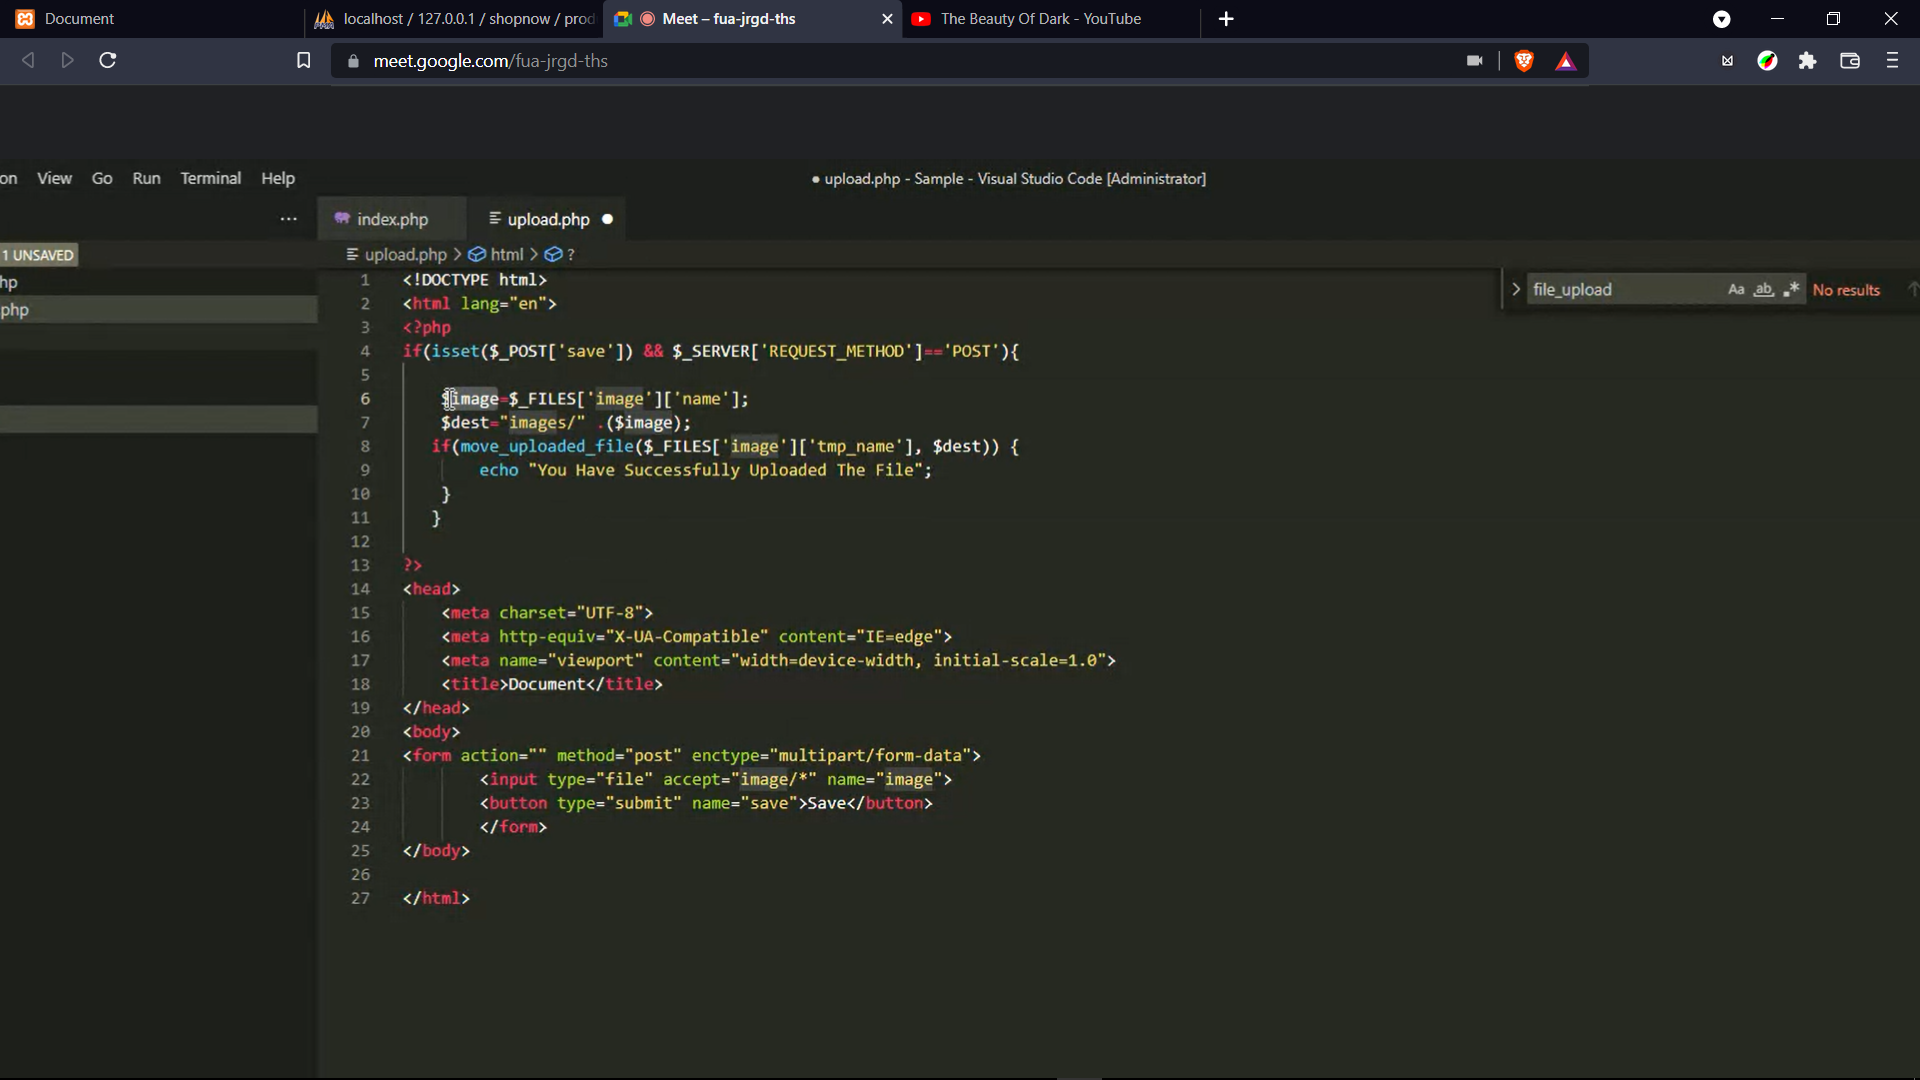 Document
localhost / 127.0.0.1 / shopnow / prod
Meet – fua-jrgd-ths
The Beauty Of Dark - YouTube
meet.google.com/fua-jrgd-ths
on View Go Run Terminal Help
● upload.php - Sample - Visual Studio Code [Administrator]
index.php
upload.php
1 UNSAVED
upload.php > html > ?
hp
php
file_upload
Aa ab
No results
1 <!DOCTYPE html>
2 <html lang="en">
3 <?php
4 if(isset($_POST['save']) && $_SERVER['REQUEST_METHOD']=='POST'){
5
6 $image=$_FILES['image']['name'];
7 $dest="images/" .($image);
8 if(move_uploaded_file($_FILES['image']['tmp_name'], $dest)) {
9 echo "You Have Successfully Uploaded The File";
10 }
11 }
12
13 ?>
14 <head>
15 <meta charset="UTF-8">
16 <meta http-equiv="X-UA-Compatible" content="IE=edge">
17 <meta name="viewport" content="width=device-width, initial-scale=1.0">
18 <title>Document</title>
19 </head>
20 <body>
21 <form action="" method="post" enctype="multipart/form-data">
22 <input type="file" accept="image/*" name="image">
23 <button type="submit" name="save">Save</button>
24 </form>
25 </body>
26
27 </html>